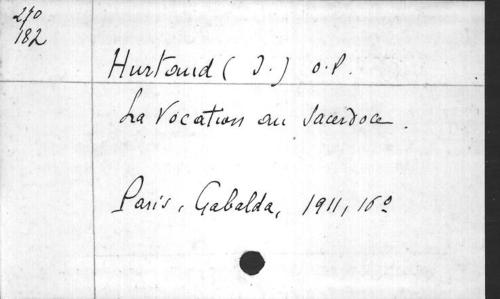 270
182
Hurtaud (J.) O.P.
La Vocation au Sacerdoce.
Paris, Gabalda, 1911, 16º